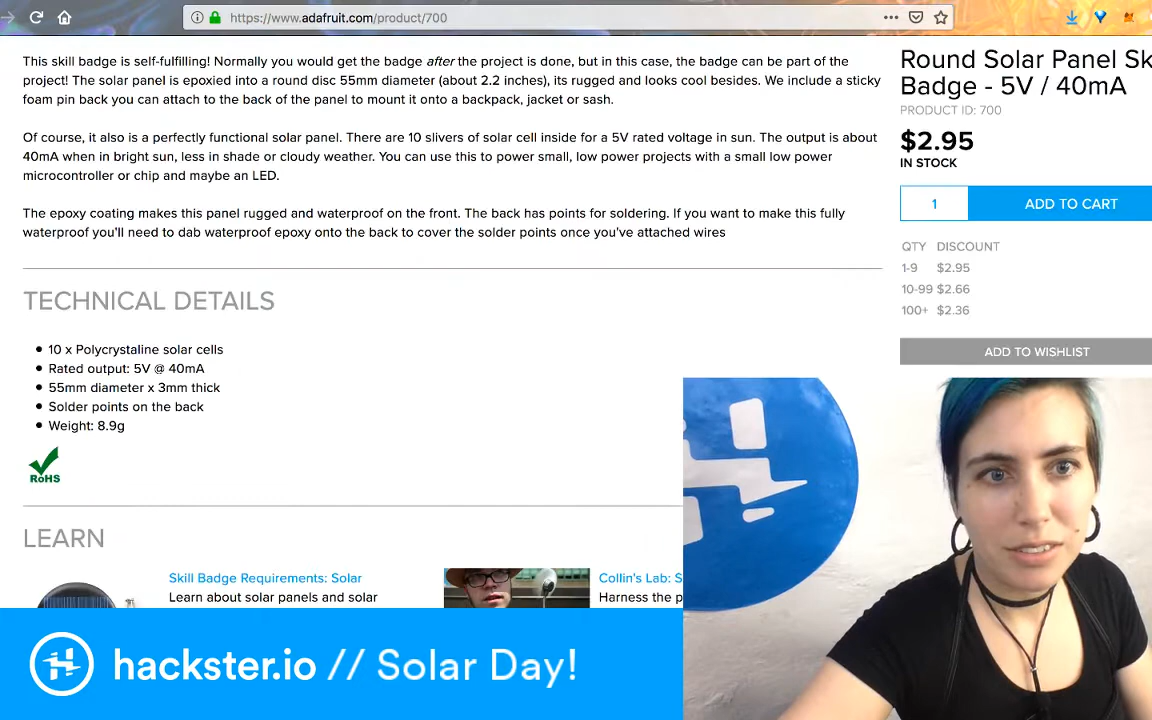 https://www.adafruit.com/product/700
This skill badge is self-fulfilling! Normally you would get the badge after the project is done, but in this case, the badge can be part of the
project! The solar panel is epoxied into a round disc 55mm diameter (about 2.2 inches), its rugged and looks cool besides. We include a sticky
foam pin back you can attach to the back of the panel to mount it onto a backpack, jacket or sash.
Of course, it also is a perfectly functional solar panel. There are 10 slivers of solar cell inside for a 5V rated voltage in sun. The output is about
40mA when in bright sun, less in shade or cloudy weather. You can use this to power small, low power projects with a small low power
microcontroller or chip and maybe an LED.
The epoxy coating makes this panel rugged and waterproof on the front. The back has points for soldering. If you want to make this fully
waterproof you'll need to dab waterproof epoxy onto the back to cover the solder points once you've attached wires
TECHNICAL DETAILS
10 x Polycrystaline solar cells
Rated output: 5V @ 40mA
55mm diameter x 3mm thick
Solder points on the back
Weight: 8.9g
RoHS
LEARN
Skill Badge Requirements: Solar
Learn about solar panels and solar
Collin's Lab: S
Harness the p
Round Solar Panel Sk
Badge - 5V / 40mA
PRODUCT ID: 700
$2.95
IN STOCK
1
ADD TO CART
QTY DISCOUNT
1-9 $2.95
10-99 $2.66
100+ $2.36
ADD TO WISHLIST
hackster.io // Solar Day!